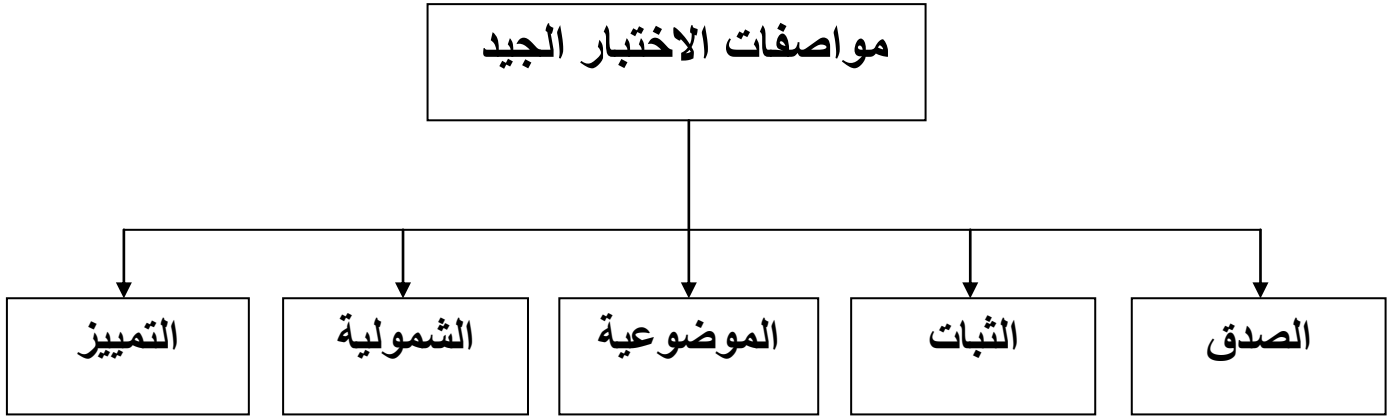 مواصفات الاختبار الجيد
الصدق
الثبات
الموضوعية
الشمولية
التمييز